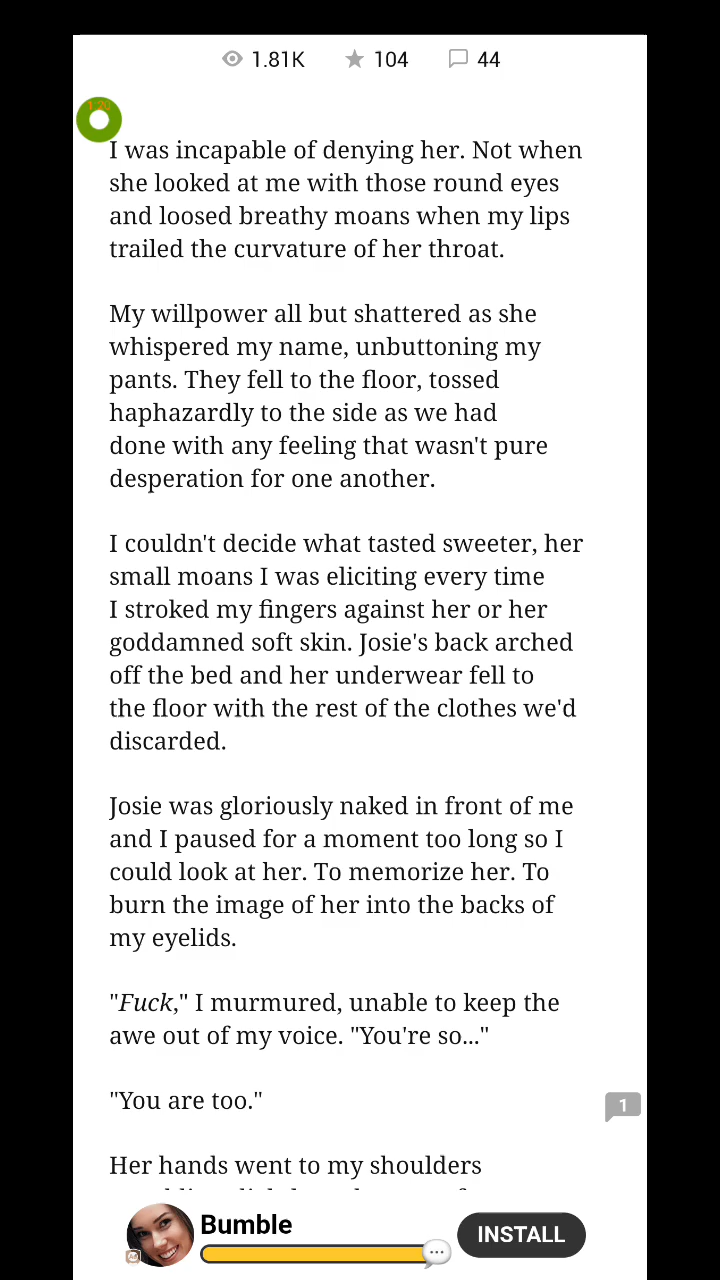 1.81K 104 44
1:20
I was incapable of denying her. Not when
she looked at me with those round eyes
and loosed breathy moans when my lips
trailed the curvature of her throat.
My willpower all but shattered as she
whispered my name, unbuttoning my
pants. They fell to the floor, tossed
haphazardly to the side as we had
done with any feeling that wasn't pure
desperation for one another.
I couldn't decide what tasted sweeter, her
small moans I was eliciting every time
I stroked my fingers against her or her
goddamned soft skin. Josie's back arched
off the bed and her underwear fell to
the floor with the rest of the clothes we'd
discarded.
Josie was gloriously naked in front of me
and I paused for a moment too long so I
could look at her. To memorize her. To
burn the image of her into the backs of
my eyelids.
"Fuck," I murmured, unable to keep the
awe out of my voice. "You're so..."
"You are too."
1
Her hands went to my shoulders
Bumble
INSTALL